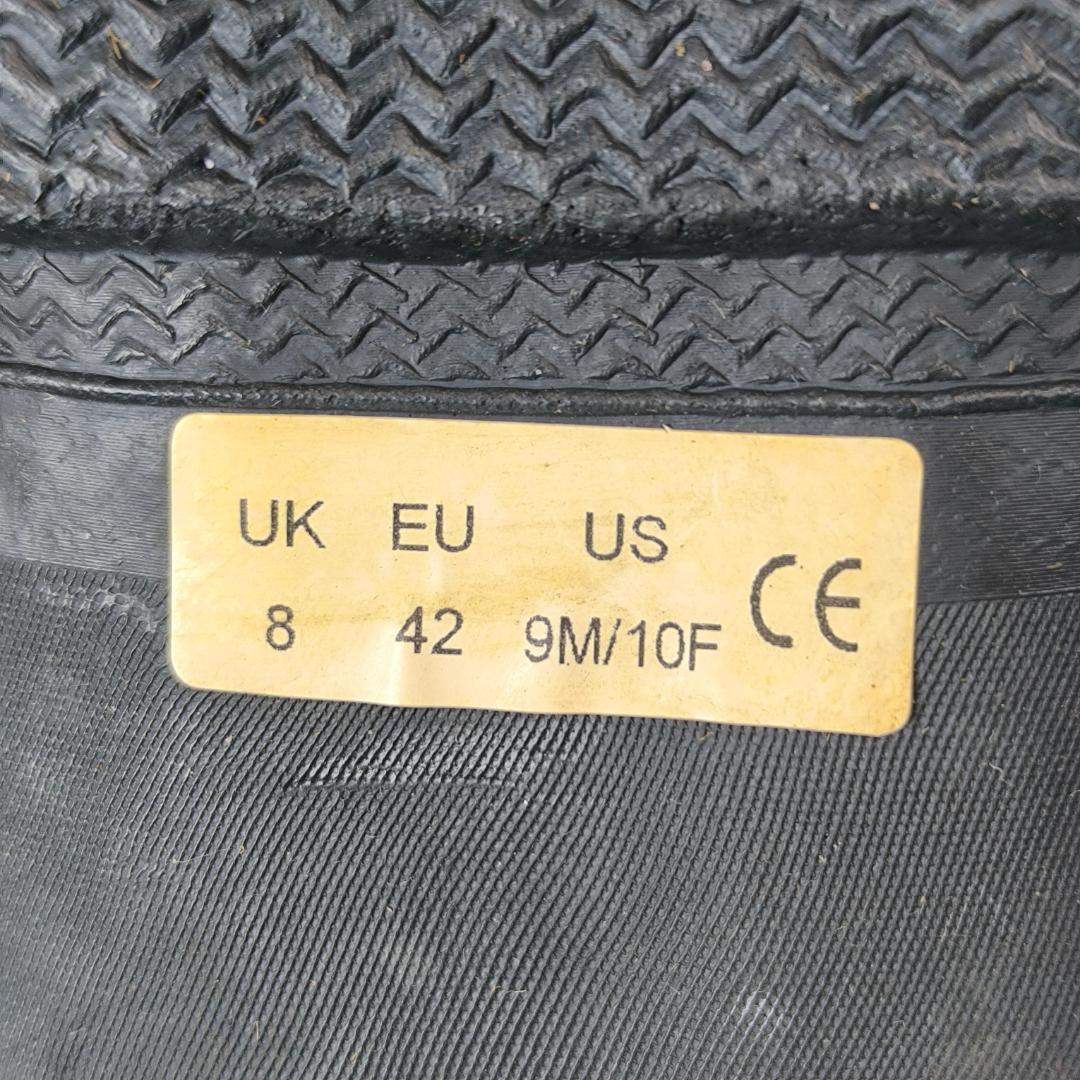 UK EU US
8 42 9M/10F CE